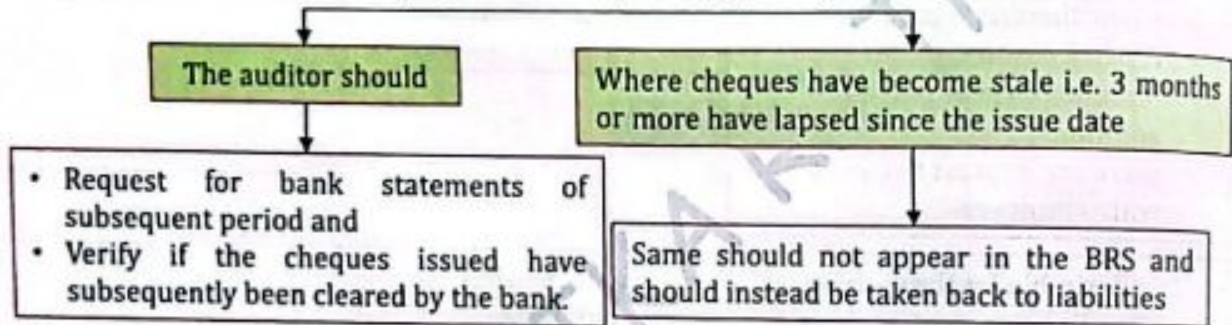 The auditor should
Where cheques have become stale i.e. 3 months
or more have lapsed since the issue date
• Request for bank statements of
subsequent period and
• Verify if the cheques issued have
subsequently been cleared by the bank.
Same should not appear in the BRS and
should instead be taken back to liabilities